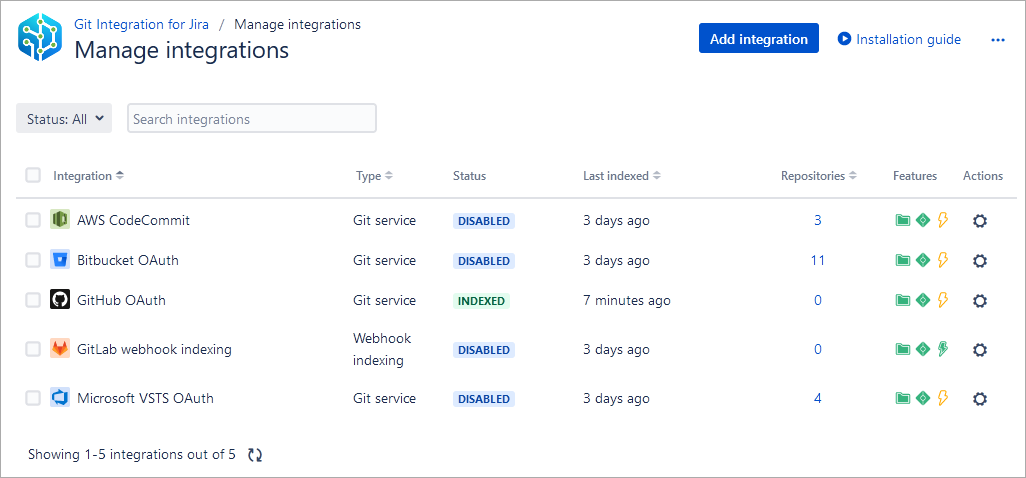 Git Integration for Jira / Manage integrations
Manage integrations
Add integration
Installation guide
Status: All
Search integrations
Integration Type Status Last indexed Repositories Features Actions
AWS CodeCommit Git service DISABLED 3 days ago 3
Bitbucket OAuth Git service DISABLED 3 days ago 11
GitHub OAuth Git service INDEXED 7 minutes ago 0
GitLab webhook indexing Webhook indexing DISABLED 3 days ago 0
Microsoft VSTS OAuth Git service DISABLED 3 days ago 4
Showing 1-5 integrations out of 5